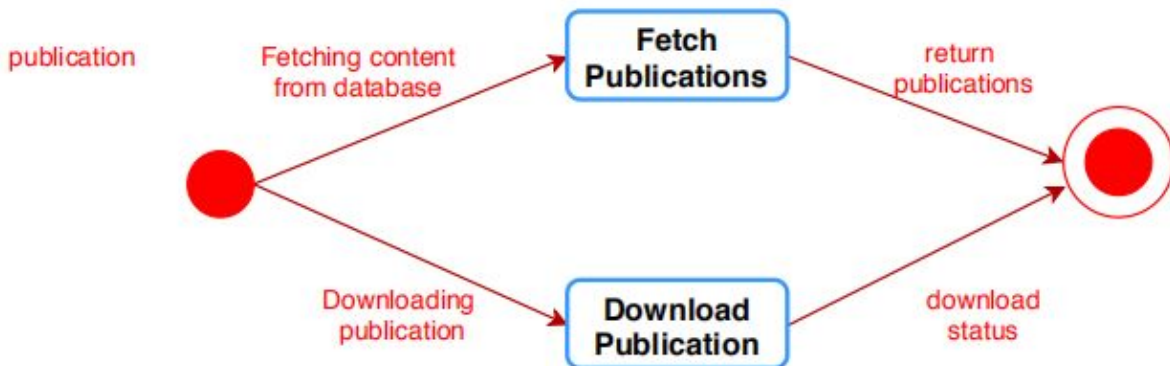 publication
Fetching content
from database
Fetch
Publications
return
publications
Downloading
publication
Download
Publication
download
status